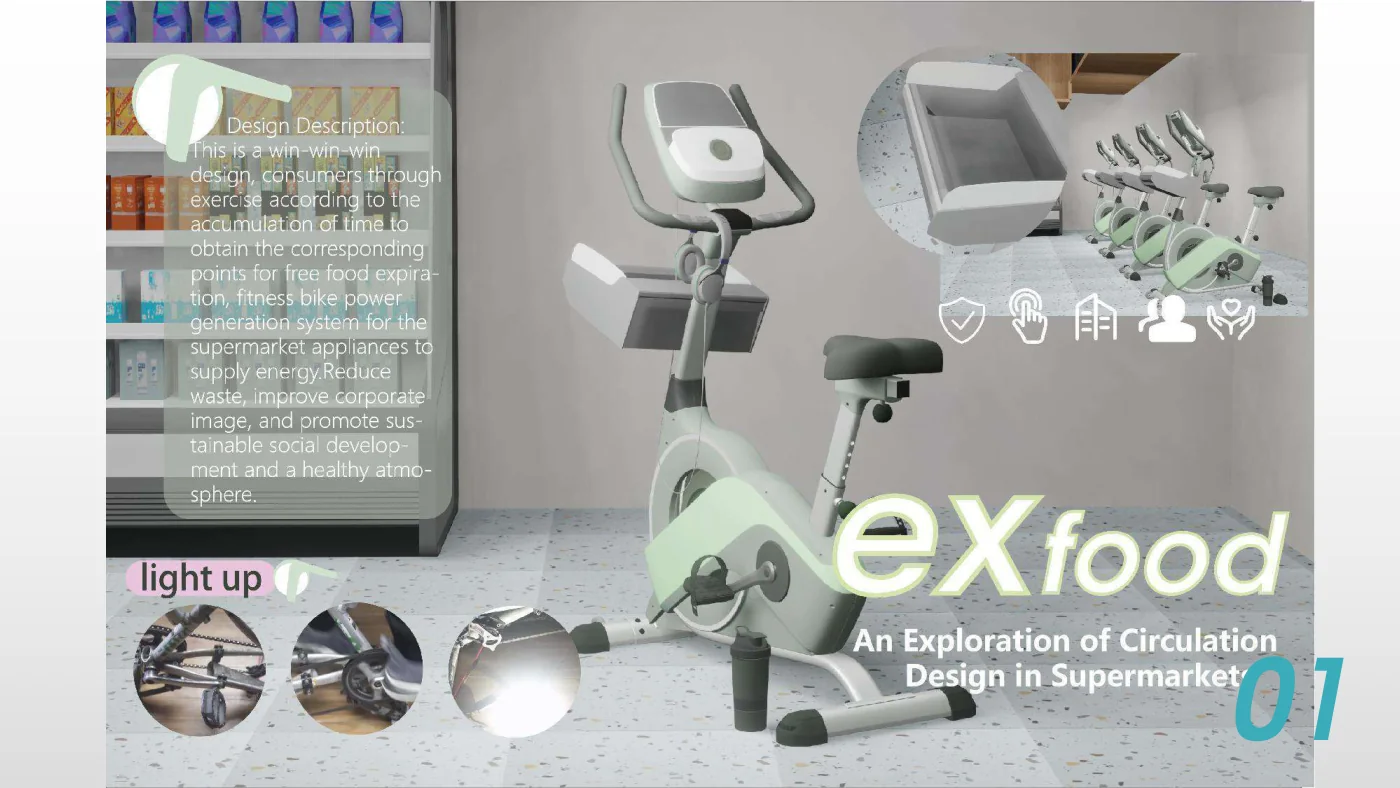 Design Description:
This is a win-win-win
design, consumers through
exercise according to the
accumulation of time to
obtain the corresponding
points for free food expira-
tion, fitness bike power
generation system for the
supermarket appliances to
supply energy.Reduce
waste, improve corporate
image, and promote sus-
tainable social develop-
ment and a healthy atmo-
sphere.
light up
ex food
An Exploration of Circulation
Design in Supermarkets
01